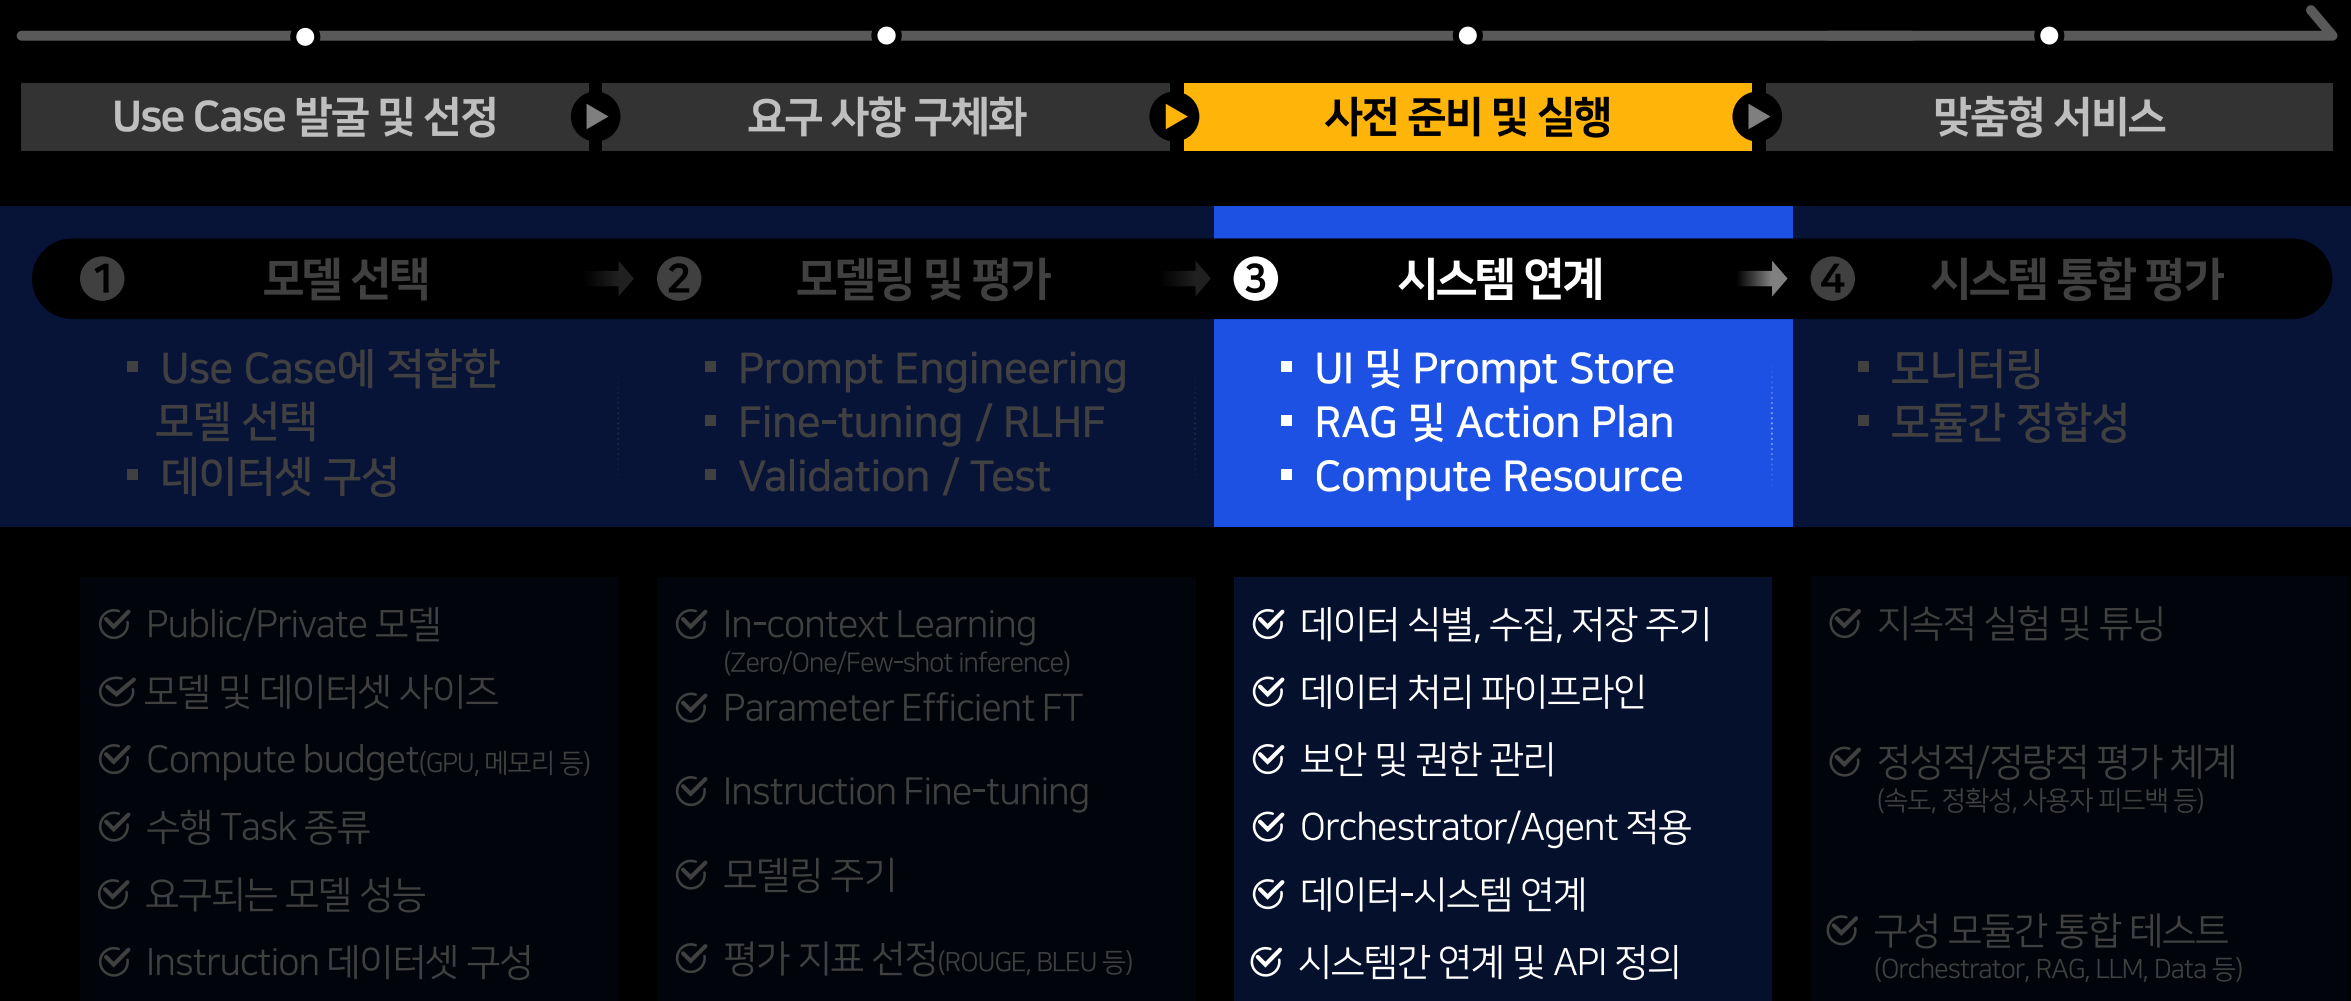 Use Case 발굴 및 선정
요구 사항 구체화
사전 준비 및 실행
맞춤형 서비스
1 모델 선택
Use Case에 적합한
모델 선택
데이터셋 구성
Public/Private 모델
모델 및 데이터셋 사이즈
Compute budget(GPU, 메모리 등)
수행 Task 종류
요구되는 모델 성능
Instruction 데이터셋 구성
2 모델링 및 평가
Prompt Engineering
Fine-tuning / RLHF
Validation / Test
In-context Learning
(Zero/One/Few-shot inference)
Parameter Efficient FT
Instruction Fine-tuning
모델링 주기
평가 지표 선정(ROUGE, BLEU 등)
3 시스템 연계
UI 및 Prompt Store
RAG 및 Action Plan
Compute Resource
데이터 식별, 수집, 저장 주기
데이터 처리 파이프라인
보안 및 권한 관리
Orchestrator/Agent 적용
데이터-시스템 연계
시스템간 연계 및 API 정의
4 시스템 통합 평가
모니터링
모듈간 정합성
지속적 실험 및 튜닝
정성적/정량적 평가 체계
(속도, 정확성, 사용자 피드백 등)
구성 모듈간 통합 테스트
(Orchestrator, RAG, LLM, Data 등)